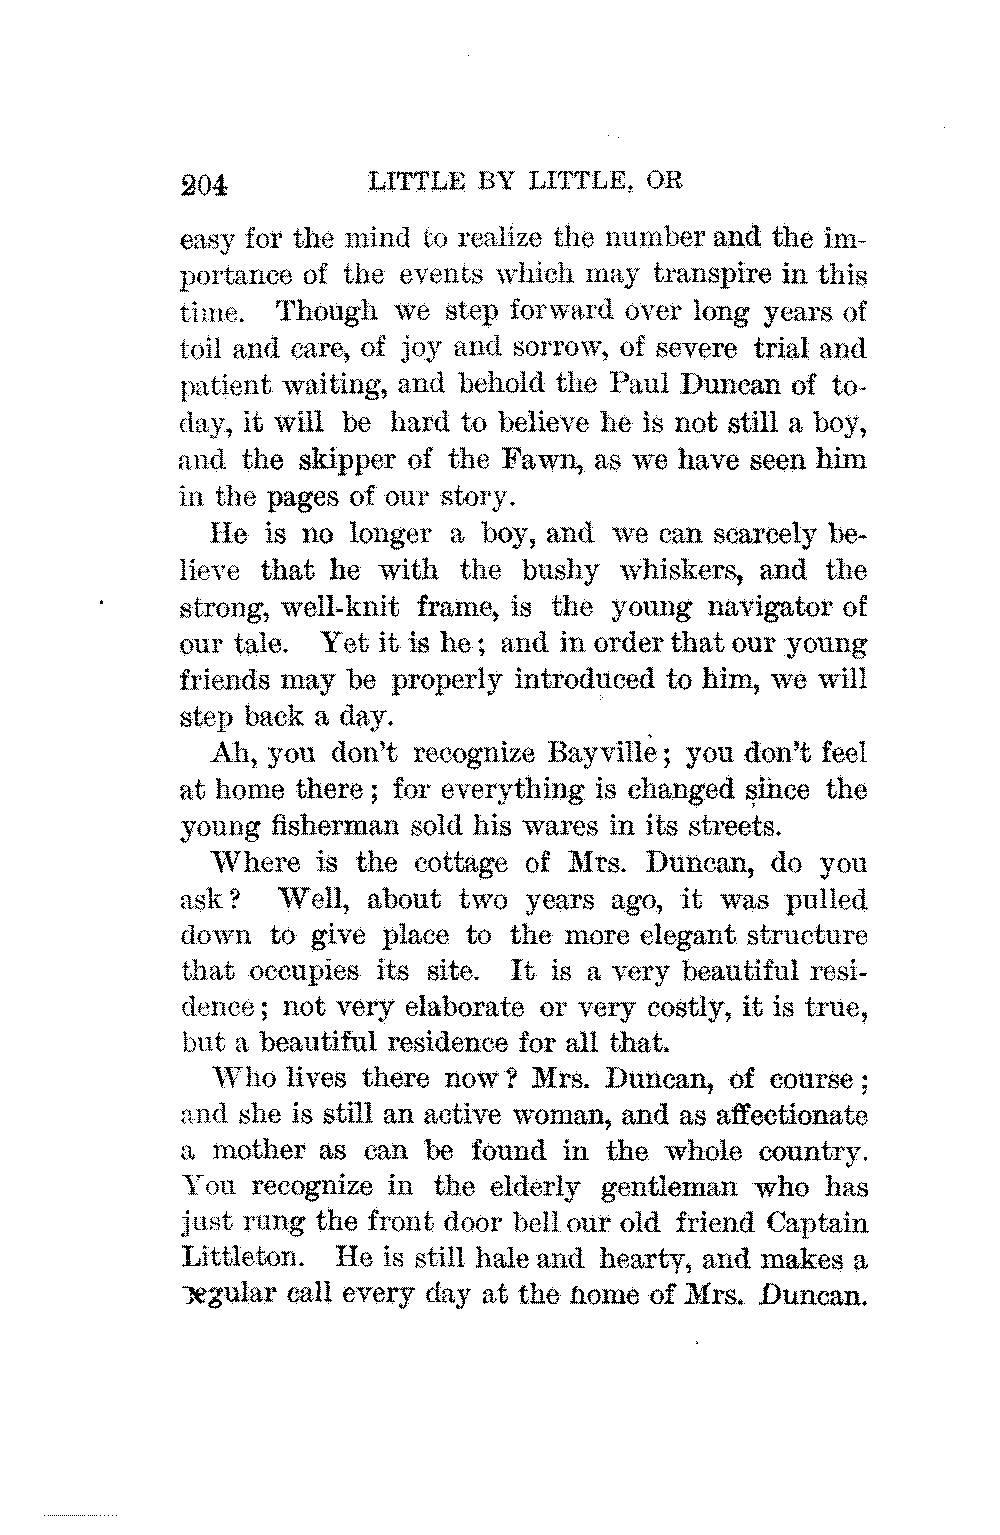 204 LITTLE BY LITTLE, OR
easy for the mind to realize the number and the im-
portance of the events which may transpire in this
time. Though we step forward over long years of
toil and care, of joy and sorrow, of severe trial and
patient waiting, and behold the Paul Duncan of to-
day, it will be hard to believe he is not still a boy,
and the skipper of the Fawn, as we have seen him
in the pages of our story.
He is no longer a boy, and we can scarcely be-
lieve that he with the bushy whiskers, and the
strong, well-knit frame, is the young navigator of
our tale. Yet it is he; and in order that our young
friends may be properly introduced to him, we will
step back a day.
Ah, you don't recognize Bayville; you don't feel
at home there; for everything is changed since the
young fisherman sold his wares in its streets.
Where is the cottage of Mrs. Duncan, do you
ask? Well, about two years ago, it was pulled
down to give place to the more elegant structure
that occupies its site. It is a very beautiful resi-
dence; not very elaborate or very costly, it is true,
but a beautiful residence for all that.
Who lives there now? Mrs. Duncan, of course;
and she is still an active woman, and as affectionate
a mother as can be found in the whole country.
You recognize in the elderly gentleman who has
just rung the front door bell our old friend Captain
Littleton. He is still hale and hearty, and makes a
regular call every day at the home of Mrs. Duncan.